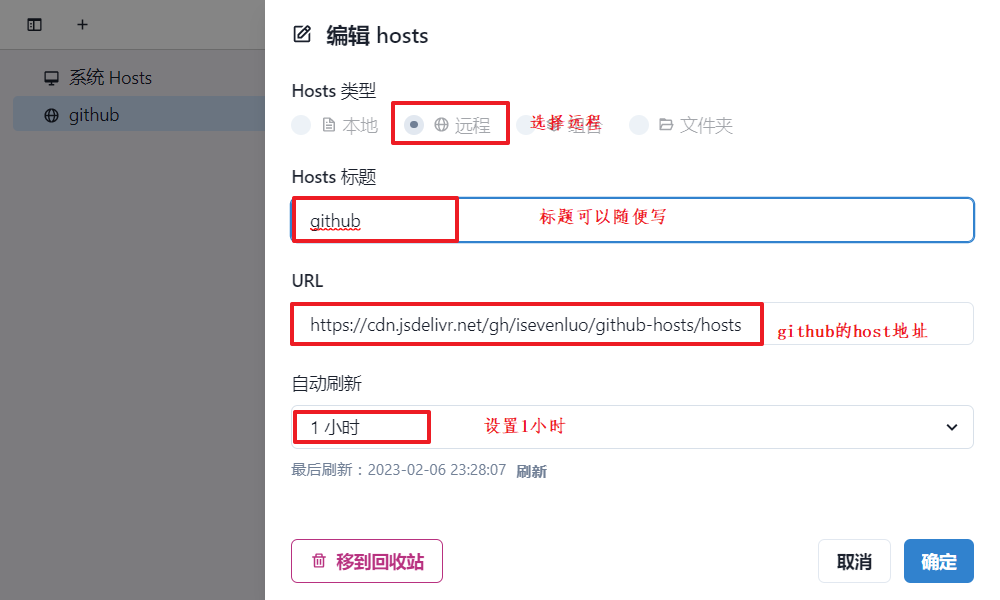 编辑 hosts
系统 Hosts
github
Hosts 类型
本地 远程 组合 文件夹
选择远程
Hosts 标题
github
标题可以随便写
URL
https://cdn.jsdelivr.net/gh/isevenluo/github-hosts/hosts
github的host地址
自动刷新
1 小时
设置1小时
最后刷新：2023-02-06 23:28:07 刷新
移到回收站 取消 确定